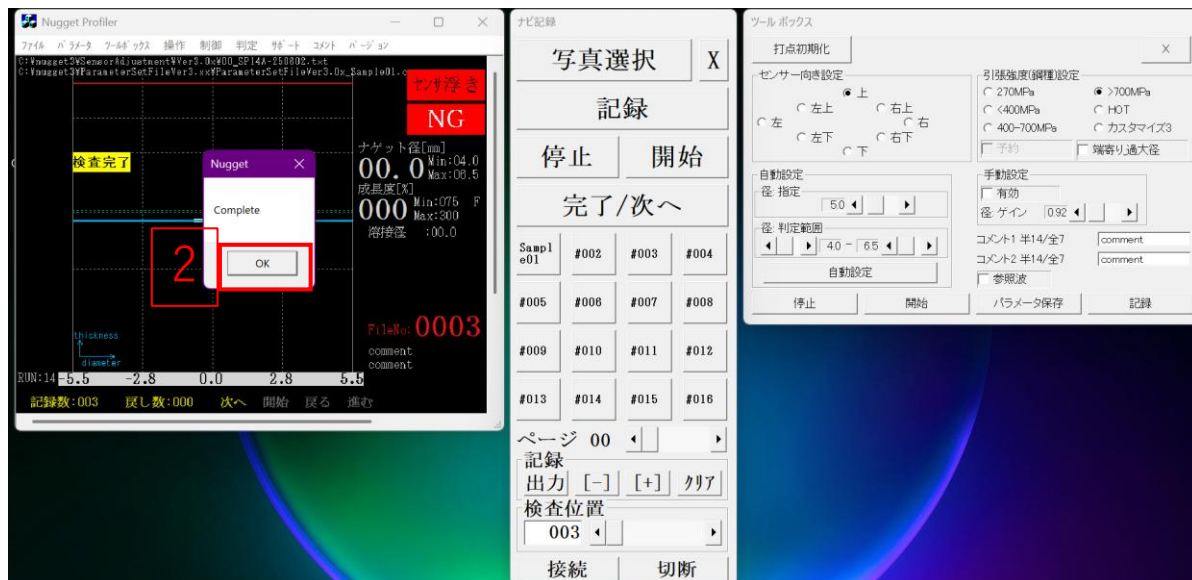 Nugget Profiler
ファイル パラメータ ツールボックス 操作 制御 判定 サポート コメント バージョン
C:¥nugget3¥SensorAdjustment¥Ver3.0x¥00_SP14A-250802.txt
C:¥nugget3¥ParameterSetFileVer3.xx¥ParameterSetFileVer3.0x_Sample01.c
センサ浮き
NG
ナゲット径[mm]
00.0 Min:04.0
Max:06.5
成長度[%]
000 Min:075 F
Max:300
溶接径 :00.0
検査完了
Nugget
Complete
OK
2
FileNo: 0003
comment
comment
thickness
diameter
RUN:14 -5.5 -2.8 0.0 2.8 5.5
記録数:003 戻し数:000 次へ 開始 戻る 進む
ナビ記録
写真選択 X
記録
停止 開始
完了/次へ
Sampl
e01 #002 #003 #004
#005 #006 #007 #008
#009 #010 #011 #012
#013 #014 #015 #016
ページ 00
記録
出力 [-] [+] クリア
検査位置
003
接続 切断
ツール ボックス
打点初期化 X
センサー向き設定
上
左上 右上
左 右
左下 右下
下
引張強度(鋼種)設定
270MPa >700MPa
<400MPa HOT
400-700MPa カスタマイズ3
予約 端寄り_過大径
自動設定
径: 指定
5.0
径: 判定範囲
4.0 - 6.5
自動設定
手動設定
有効
径: ゲイン 0.92
コメント1 半14/全7 comment
コメント2 半14/全7 comment
参照波
停止 開始 パラメータ保存 記録